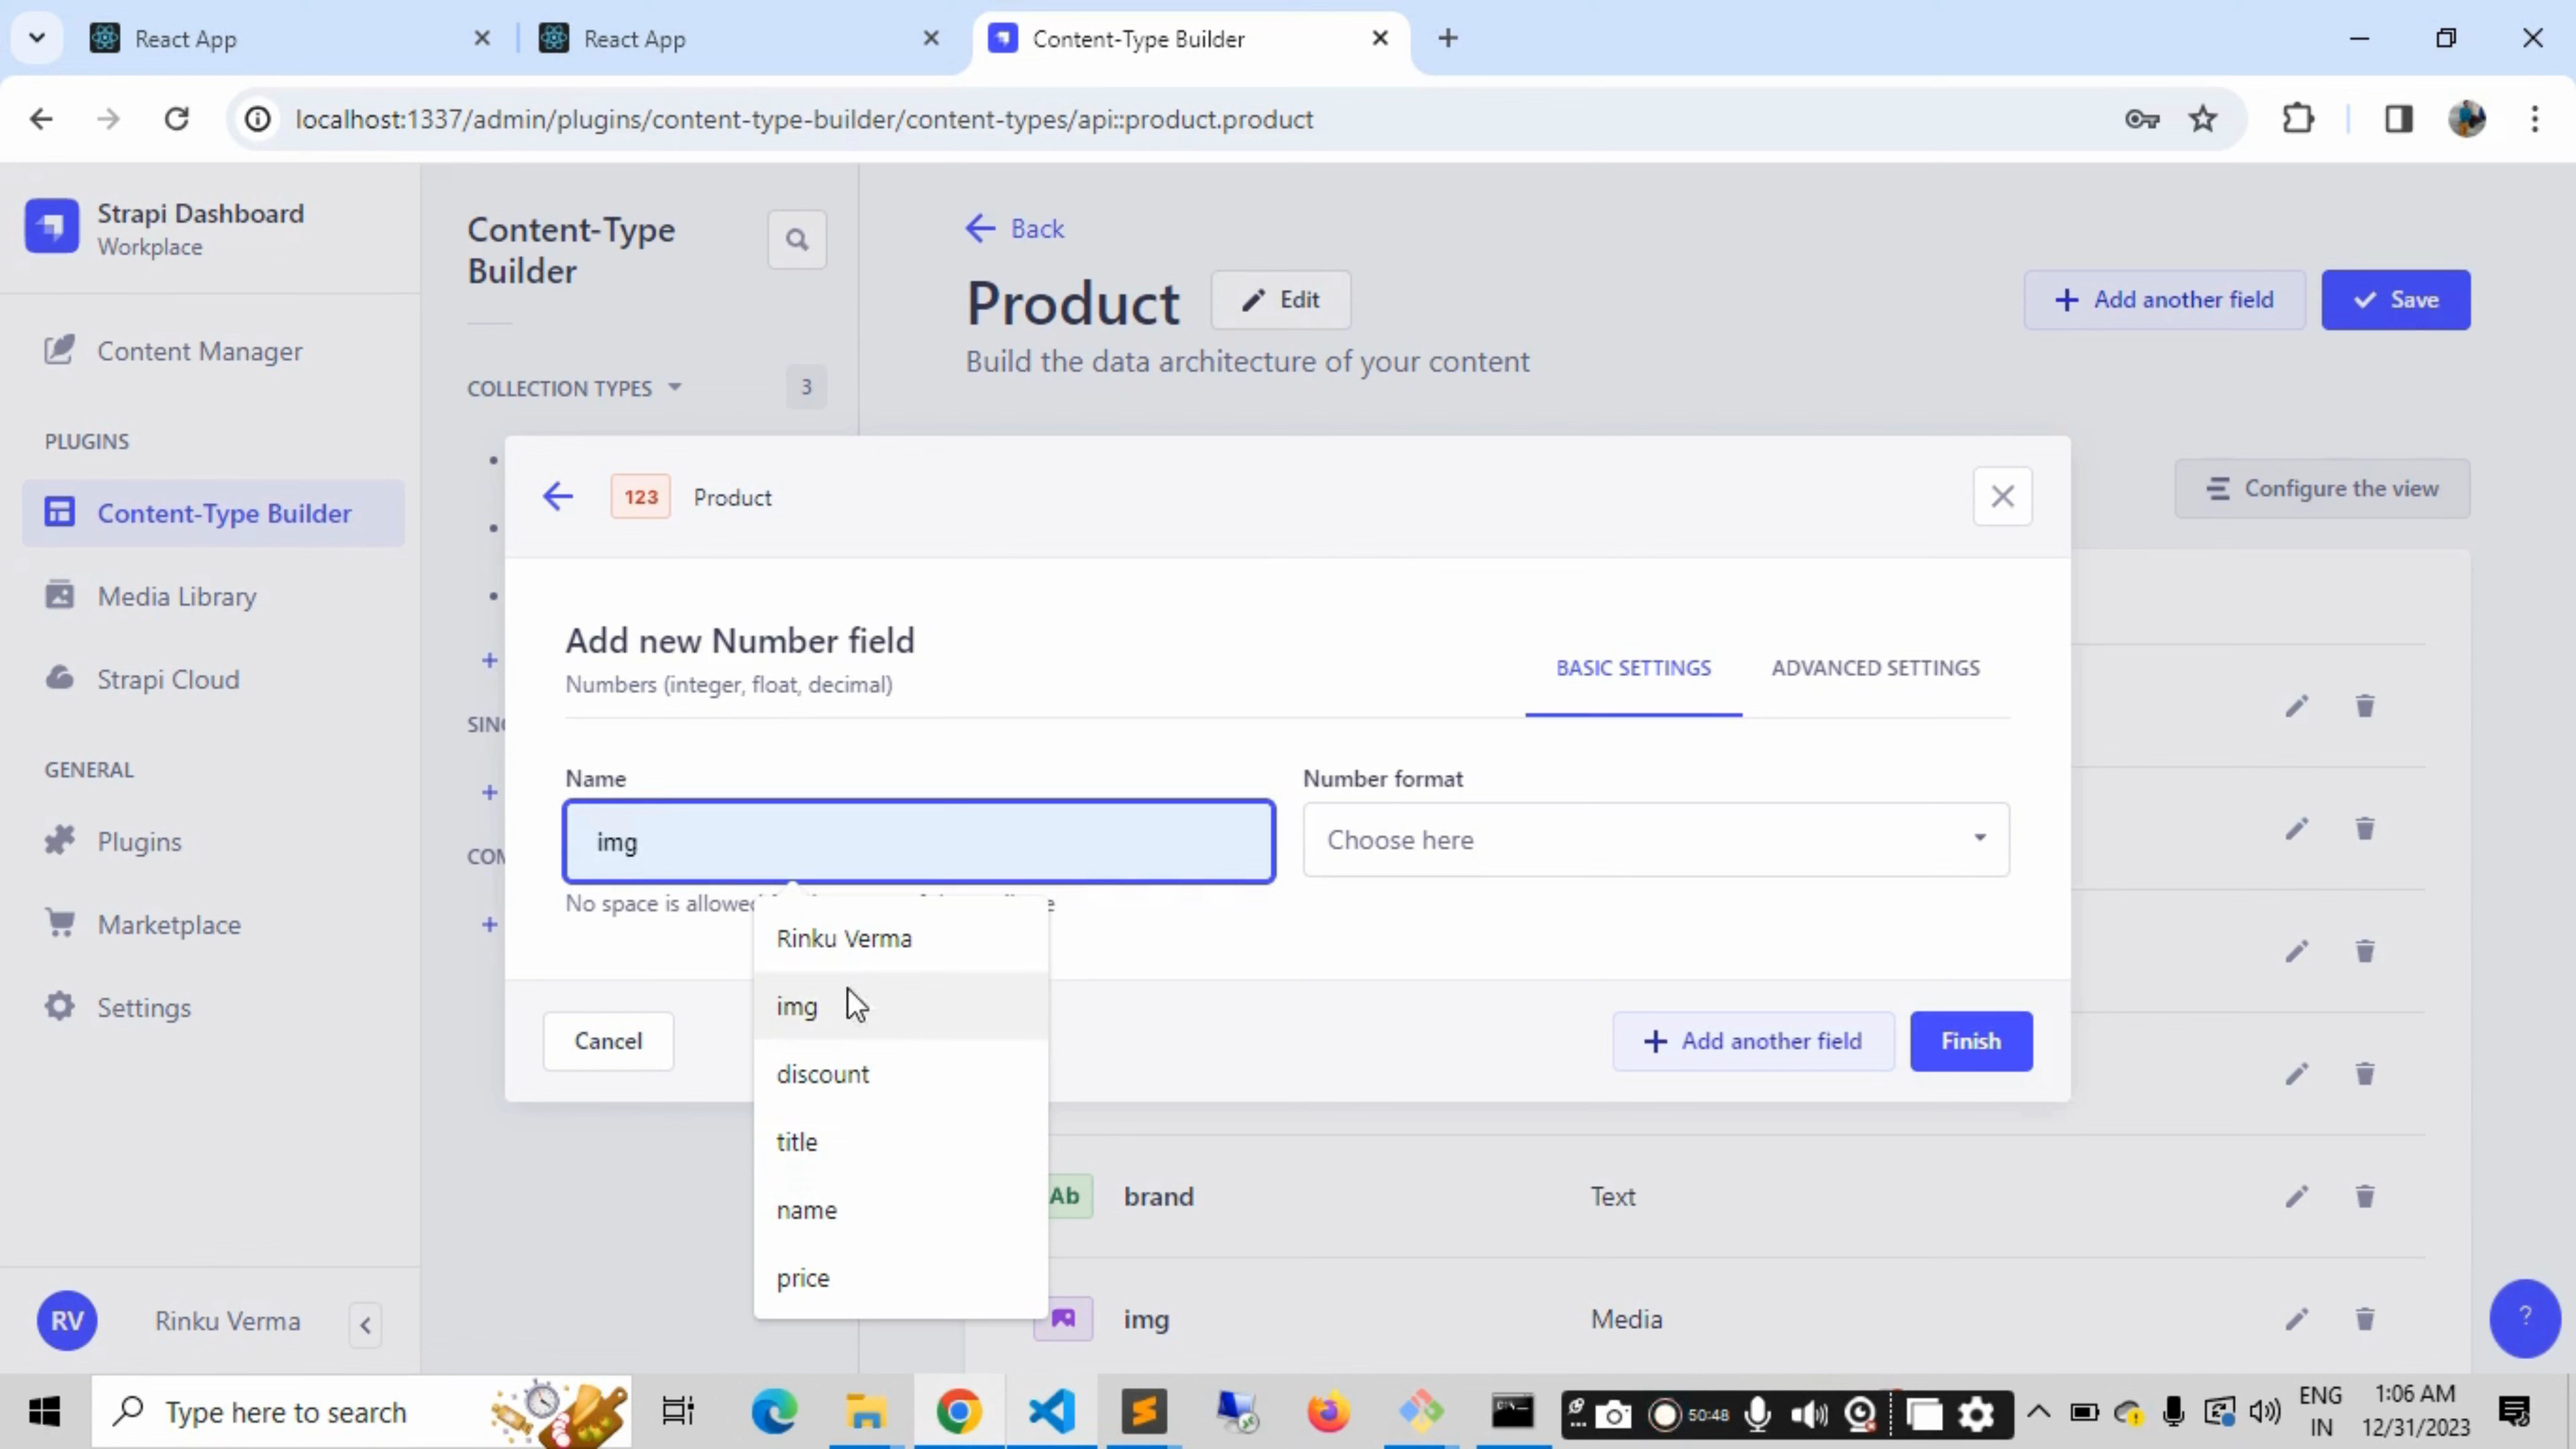 React App
React App
Content-Type Builder
localhost:1337/admin/plugins/content-type-builder/content-types/api::product.product
Strapi Dashboard
Workplace
Content Manager
PLUGINS
Content-Type Builder
Media Library
Strapi Cloud
GENERAL
Plugins
Marketplace
Settings
RV
Rinku Verma
Content-Type
Builder
COLLECTION TYPES
3
SING
COM
Back
Product
Edit
Build the data architecture of your content
Add another field
Save
Configure the view
123
Product
Add new Number field
Numbers (integer, float, decimal)
BASIC SETTINGS
ADVANCED SETTINGS
Name
img
No space is allowed
Number format
Choose here
Rinku Verma
img
discount
title
name
price
Cancel
Add another field
Finish
Ab
brand
Text
img
Media
?
Type here to search
50:48
ENG
IN
1:06 AM
12/31/2023